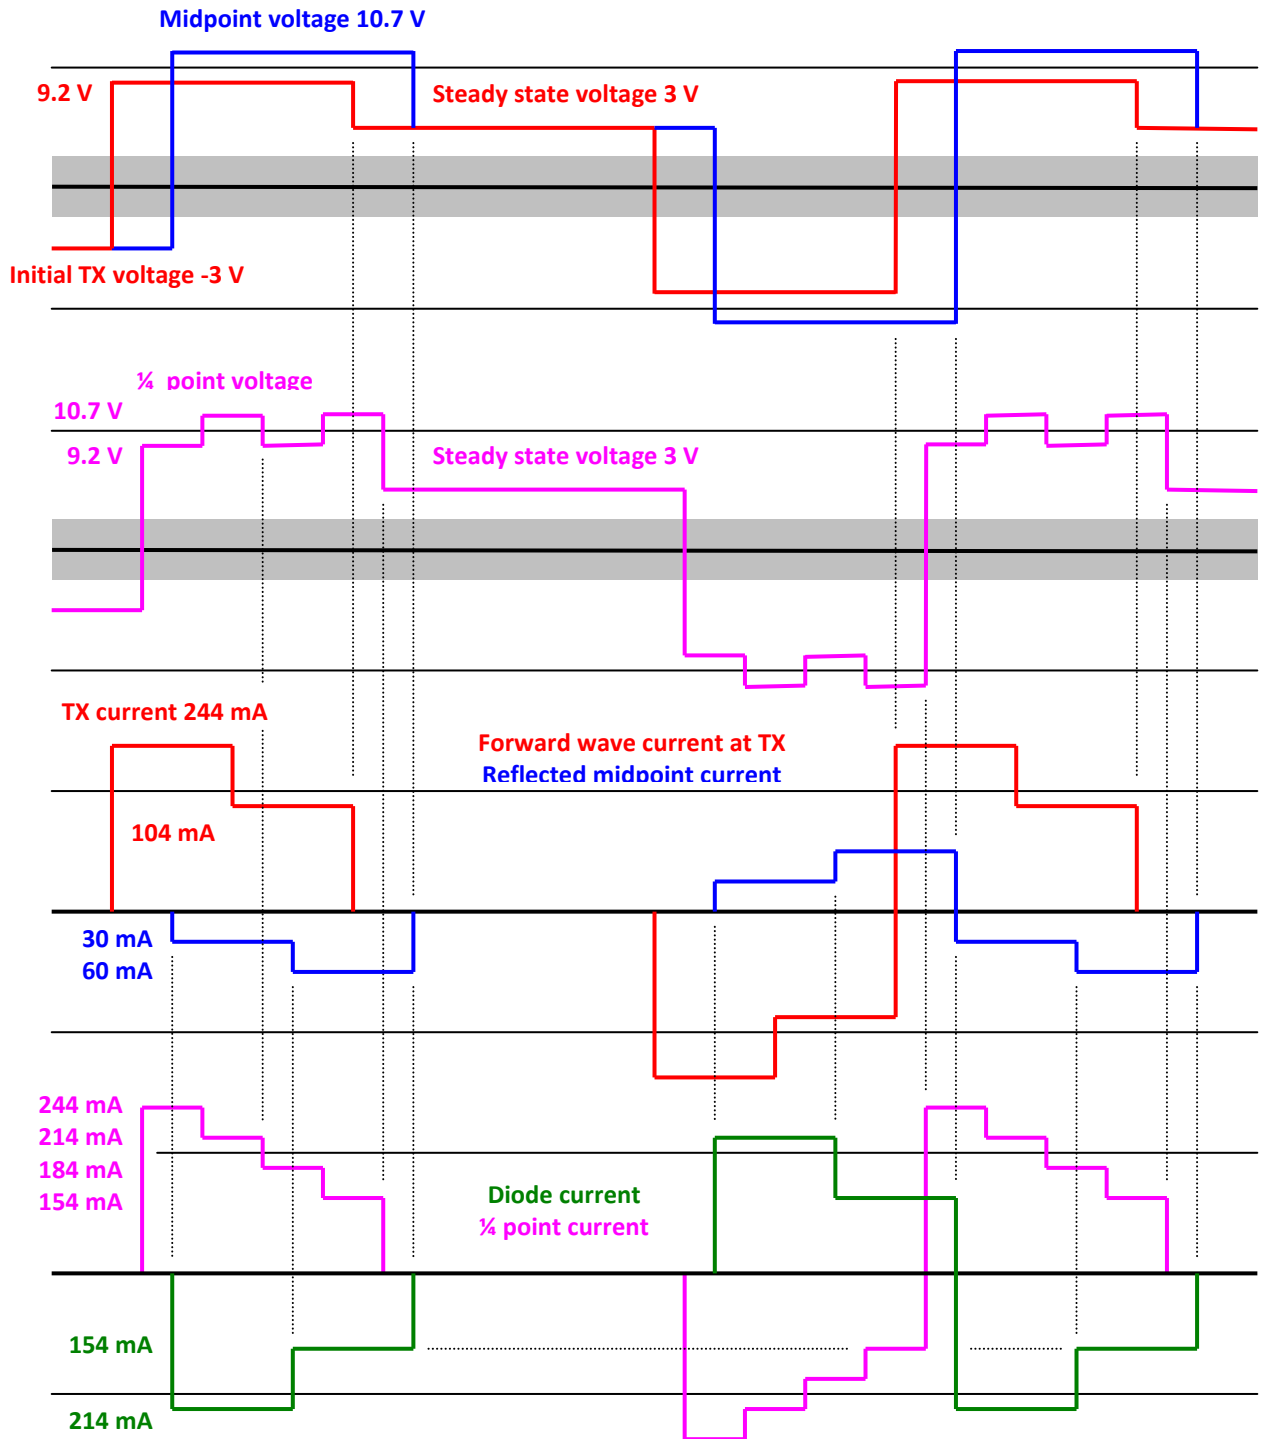 Midpoint voltage 10.7 V
9.2 V
Steady state voltage 3 V
Initial TX voltage -3 V
¼ point voltage
10.7 V
9.2 V
Steady state voltage 3 V
TX current 244 mA
Forward wave current at TX
Reflected midpoint current
104 mA
30 mA
60 mA
244 mA
214 mA
184 mA
154 mA
Diode current
¼ point current
154 mA
214 mA